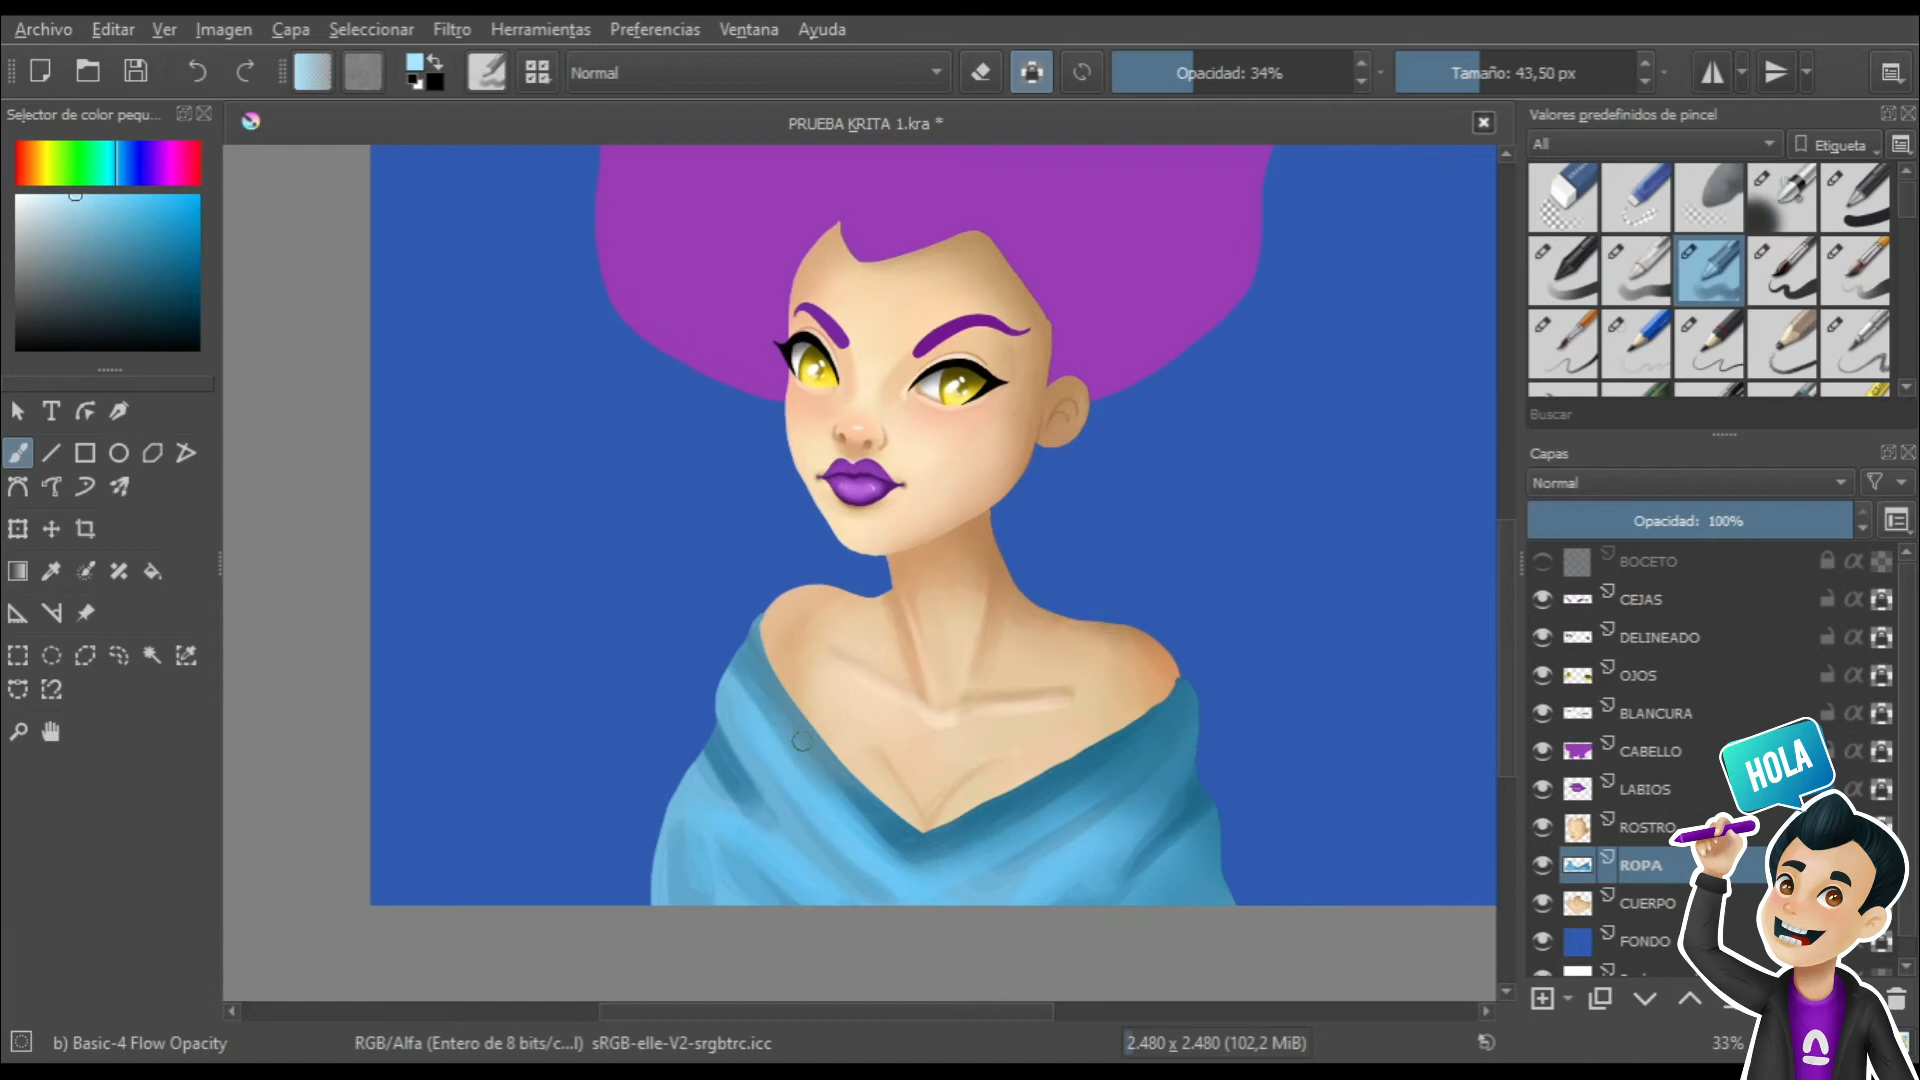 Archivo Editar Ver Imagen Capa Seleccionar Filtro Herramientas Preferencias Ventana Ayuda
Normal
Opacidad: 34%
Tamaño: 43,50 px
Selector de color pequ...
PRUEBA KRITA 1.kra *
Valores predefinidos de pincel
All
Etiqueta
Buscar
Capas
Normal
Opacidad: 100%
BOCETO
CEJAS
DELINEADO
OJOS
BLANCURA
CABELLO
LABIOS
ROSTRO
ROPA
CUERPO
FONDO
HOLA
b) Basic-4 Flow Opacity
RGB/Alfa (Entero de 8 bits/c...l) sRGB-elle-V2-srgbtrc.icc
2.480 x 2.480 (102,2 MiB)
33%